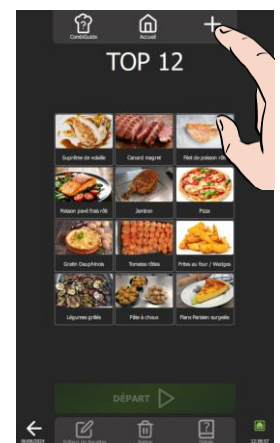 CombiGuide Accueil
TOP 12
Suprême de volaille Canard magret Filet de poisson rôti
Poisson pavé frais rôti Jambon Pizza
Gratin Dauphinois Tomates rôties Frites au four / Wedges
Légumes grillés Pâte à choux Flans Parisien surgelés
DÉPART